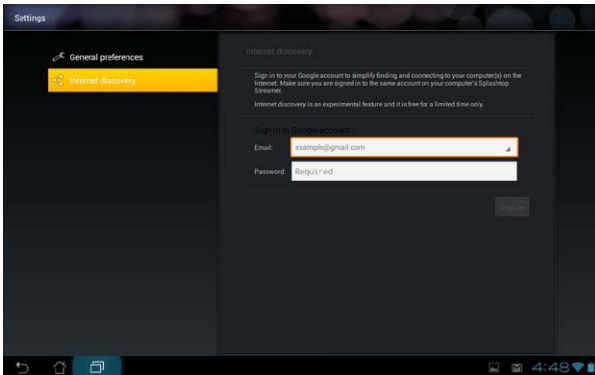 Settings
General preferences
Internet discovery
Internet discovery
Sign in to your Google account to simplify finding and connecting to your computer(s) on the
Internet. Make sure you are signed in to the same account on your computer's Splashtop
Streamer.
Internet discovery is an experimental feature and it is free for a limited time only.
Sign in to Google account...
Email:
example@gmail.com
Password:
Required
Sign in
4:48